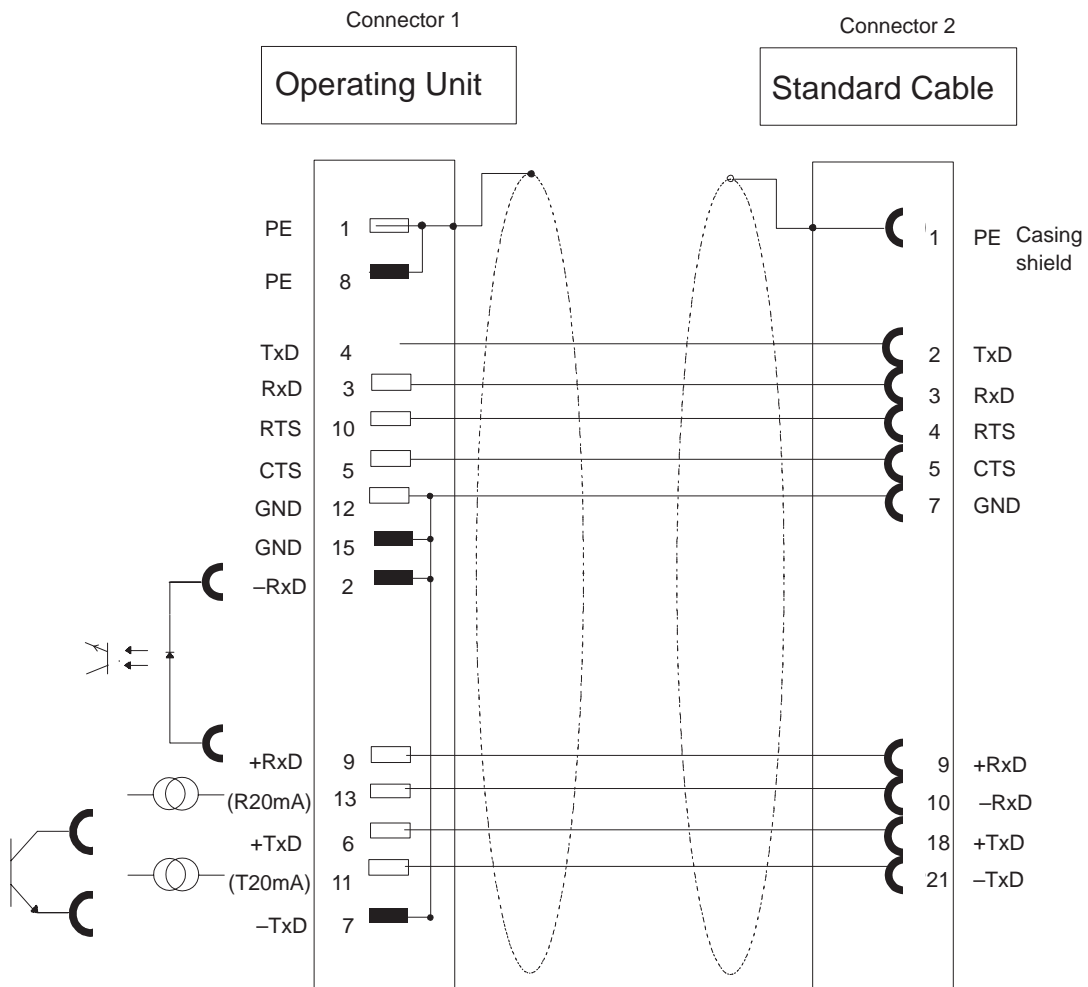 Connector 1
Connector 2
Operating Unit
Standard Cable
PE 1
1 PE Casing
shield
PE 8
TxD 4
2 TxD
RxD 3
3 RxD
RTS 10
4 RTS
CTS 5
5 CTS
GND 12
7 GND
GND 15
–RxD 2
+RxD 9
9 +RxD
(R20mA) 13
10 –RxD
+TxD 6
18 +TxD
(T20mA) 11
21 –TxD
–TxD 7